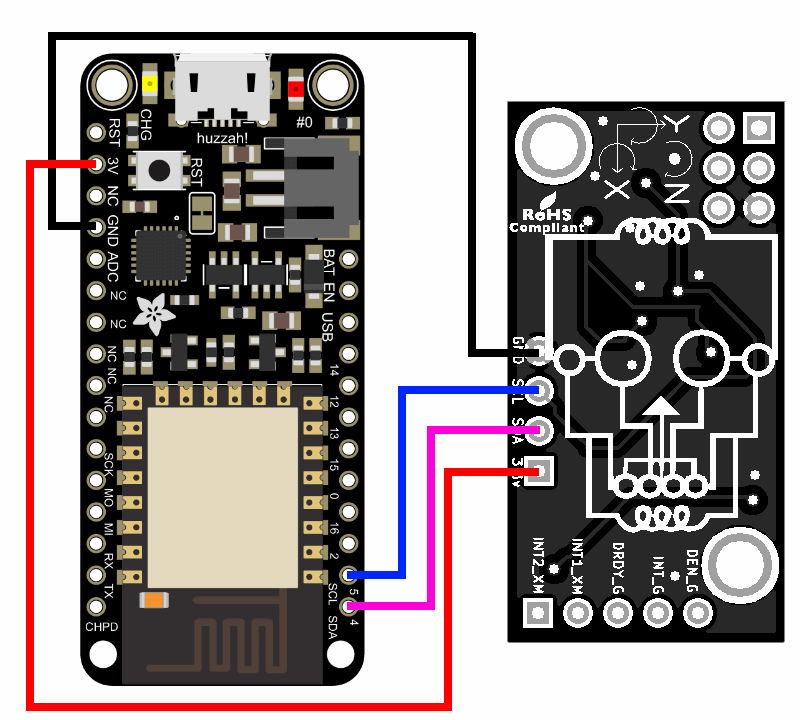 #0
huzzah!
CHG
RST
3V
NC
GND
ADC
NC
NC
NC
NC
NC
SCK
MO
MI
RX
TX
CHPD
RST
BAT
EN
USB
14
12
13
15
0
16
2
5
SCL
4
SDA
Y
X
Z
RoHS
Compliant
GND
SCL
SDA
INT2_XM
INT1_XM
DRDY_G
INT_G
DEN_G